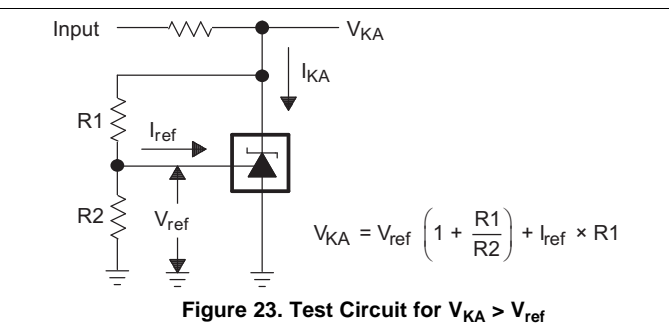 Input
V_KA
I_KA
R1
I_ref
R2
V_ref
V_KA = V_ref (1 + R1/R2) + I_ref × R1
Figure 23. Test Circuit for V_KA > V_ref